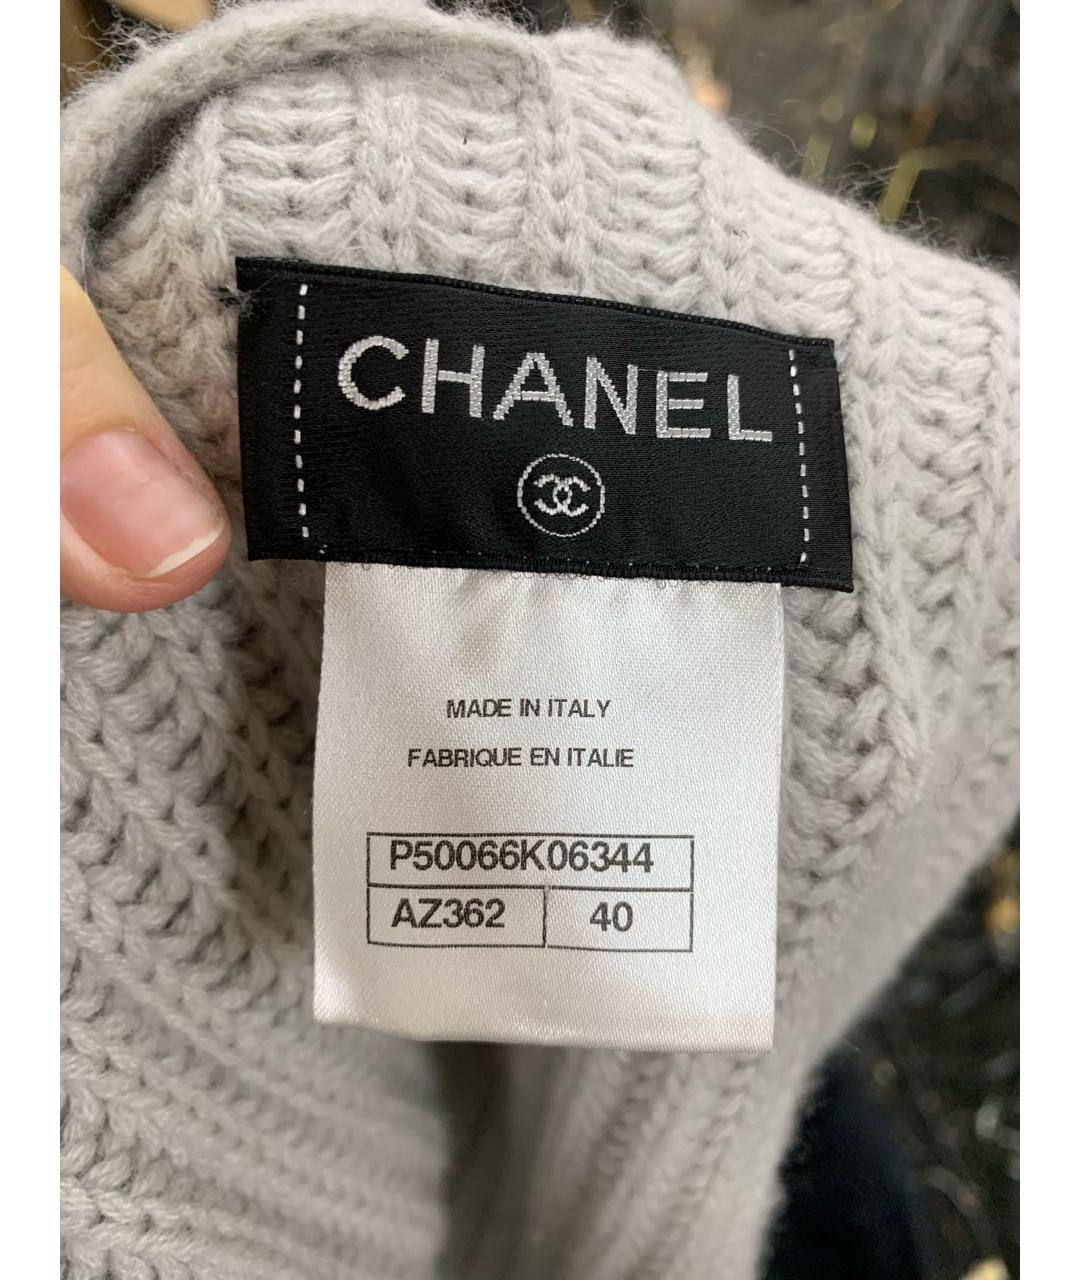 CHANEL
MADE IN ITALY
FABRIQUE EN ITALIE
P50066K06344
AZ362 40